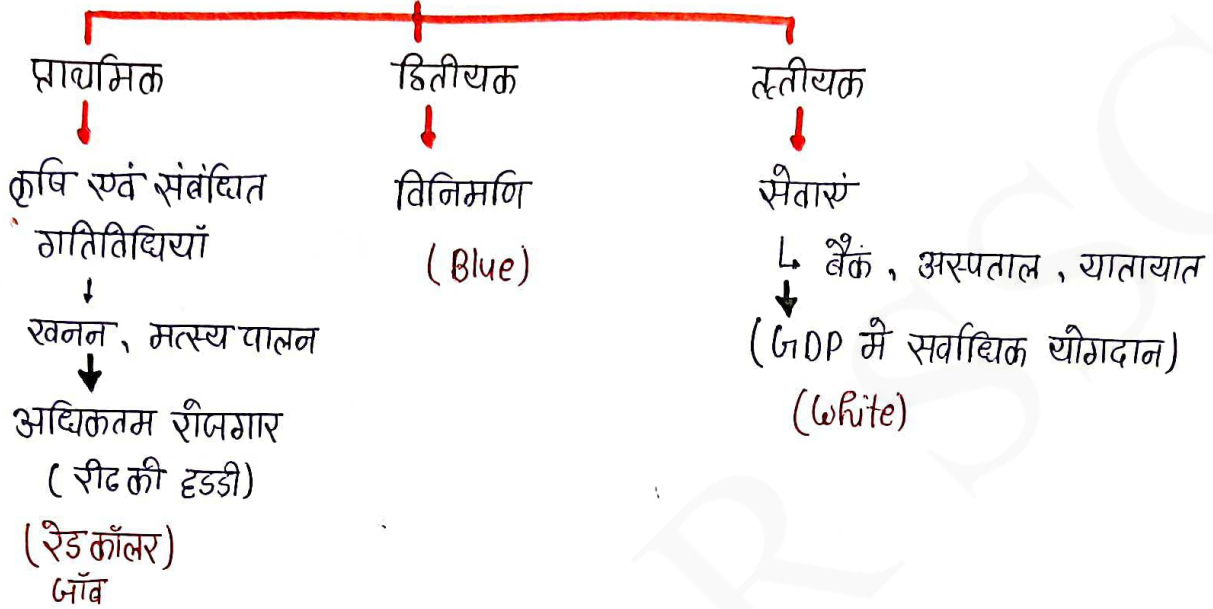 प्राथमिक
द्वितीयक
तृतीयक
कृषि एवं संबंधित
गतिविधियाँ
खनन, मत्स्य पालन
अधिकतम रोजगार
(रीढ की हड्डी)
(रेड कॉलर)
जॉब
विनिर्माण
(Blue)
सेवाएं
बैंक, अस्पताल, यातायात
(GDP मे सर्वाधिक योगदान)
(White)
RSSC